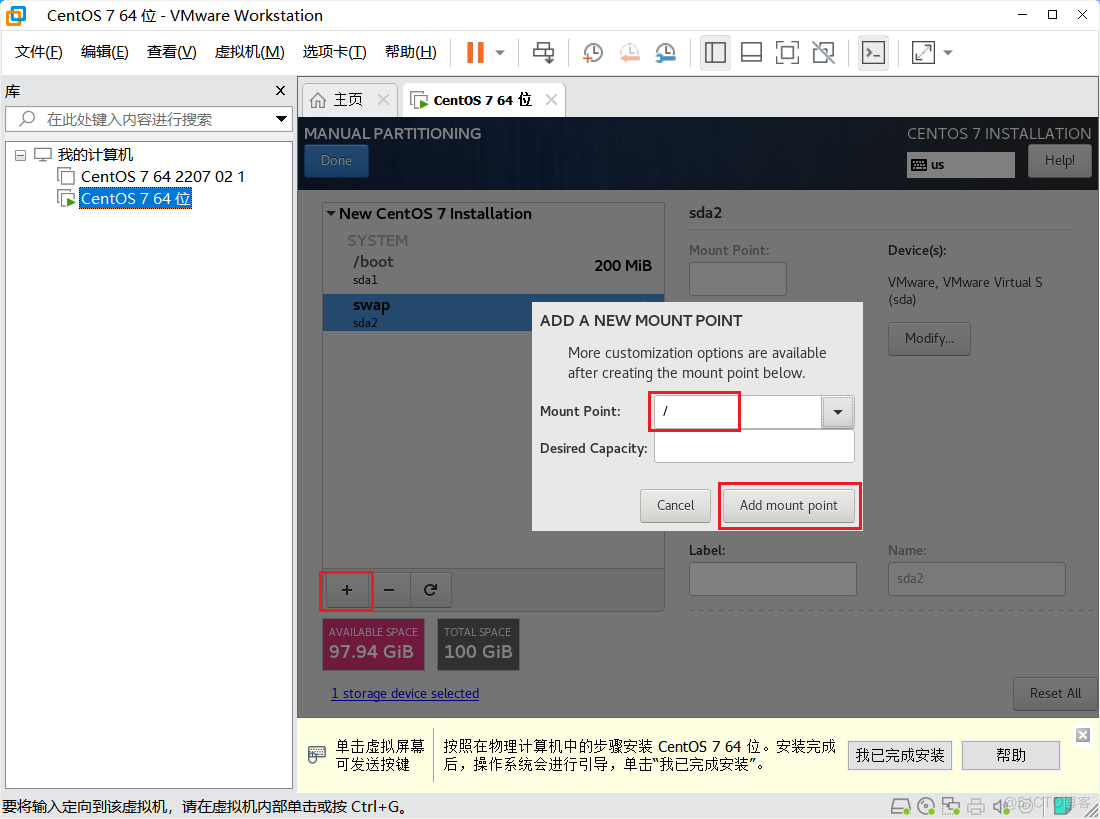 CentOS 7 64 位 - VMware Workstation
文件(F) 编辑(E) 查看(V) 虚拟机(M) 选项卡(T) 帮助(H)
库
在此处键入内容进行搜索
我的计算机
CentOS 7 64 2207 02 1
CentOS 7 64 位
主页
CentOS 7 64 位
MANUAL PARTITIONING
CENTOS 7 INSTALLATION
Done
us
Help!
New CentOS 7 Installation
SYSTEM
/boot
200 MiB
sda1
swap
sda2
sda2
Mount Point:
Device(s):
VMware, VMware Virtual S
(sda)
Modify...
ADD A NEW MOUNT POINT
More customization options are available
after creating the mount point below.
Mount Point: /
Desired Capacity:
Cancel
Add mount point
Label:
Name:
sda2
+ −
AVAILABLE SPACE
97.94 GiB
TOTAL SPACE
100 GiB
1 storage device selected
Reset All
单击虚拟屏幕
可发送按键
按照在物理计算机中的步骤安装 CentOS 7 64 位。安装完成
后，操作系统会进行引导，单击“我已完成安装”。
我已完成安装
帮助
要将输入定向到该虚拟机，请在虚拟机内部单击或按 Ctrl+G。